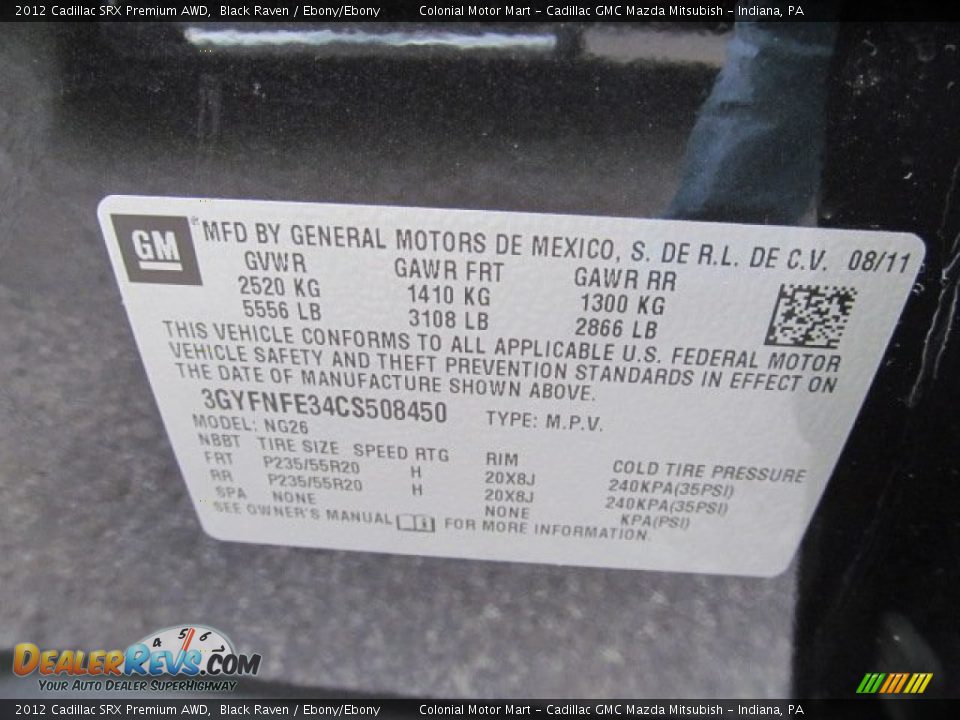 2012 Cadillac SRX Premium AWD, Black Raven / Ebony/Ebony Colonial Motor Mart - Cadillac GMC Mazda Mitsubish - Indiana, PA
GM MFD BY GENERAL MOTORS DE MEXICO, S. DE R.L. DE C.V. 08/11
GVWR GAWR FRT GAWR RR
2520 KG 1410 KG 1300 KG
5556 LB 3108 LB 2866 LB
THIS VEHICLE CONFORMS TO ALL APPLICABLE U.S. FEDERAL MOTOR
VEHICLE SAFETY AND THEFT PREVENTION STANDARDS IN EFFECT ON
THE DATE OF MANUFACTURE SHOWN ABOVE.
3GYFNFE34CS508450 TYPE: M.P.V.
MODEL: NG26
NBBT TIRE SIZE SPEED RTG RIM COLD TIRE PRESSURE
FRT P235/55R20 H 20X8J 240KPA(35PSI)
RR P235/55R20 H 20X8J 240KPA(35PSI)
SPA NONE NONE KPA(PSI)
SEE OWNER'S MANUAL FOR MORE INFORMATION.
4 5 6
DEALERREVS.COM
YOUR AUTO DEALER SUPERHIGHWAY
2012 Cadillac SRX Premium AWD, Black Raven / Ebony/Ebony Colonial Motor Mart - Cadillac GMC Mazda Mitsubish - Indiana, PA